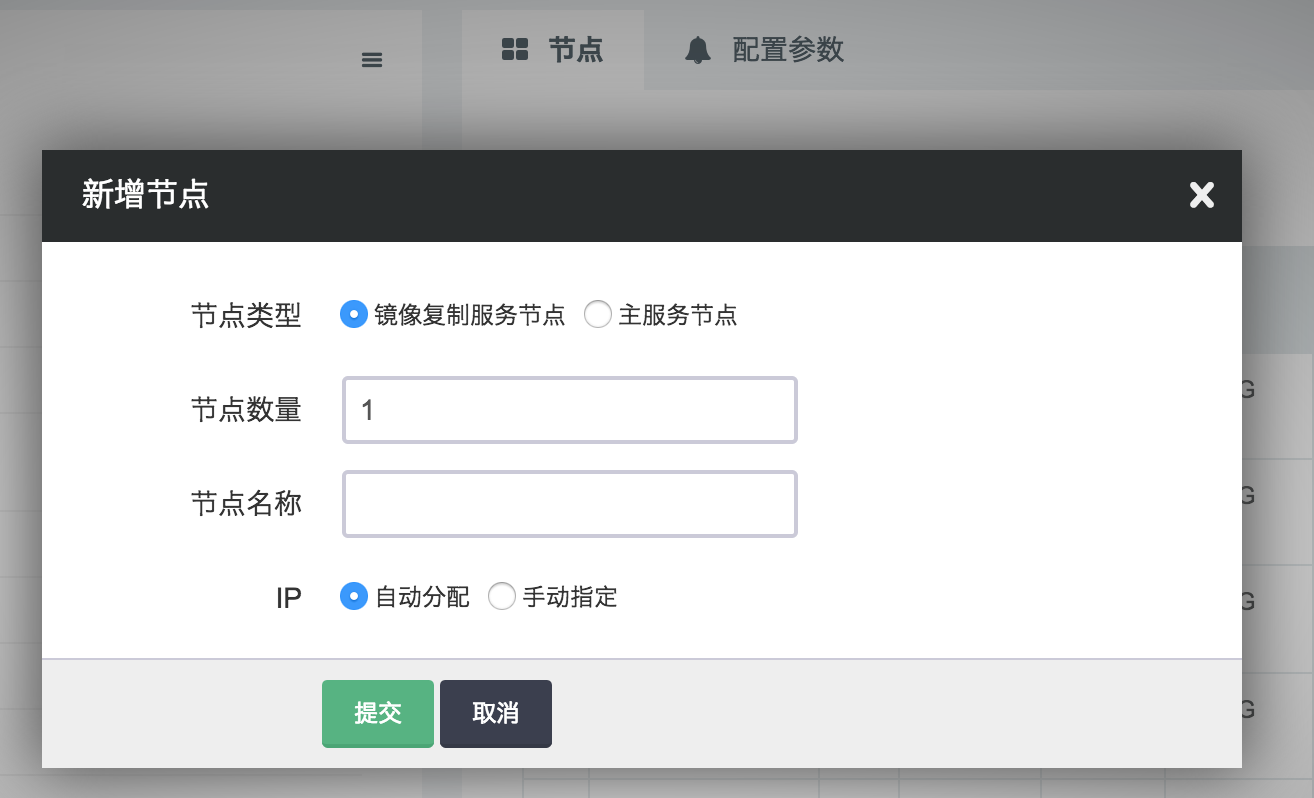 节点 配置参数
新增节点
节点类型 镜像复制服务节点 主服务节点
节点数量 1
节点名称
IP 自动分配 手动指定
提交 取消
G
G
G
G